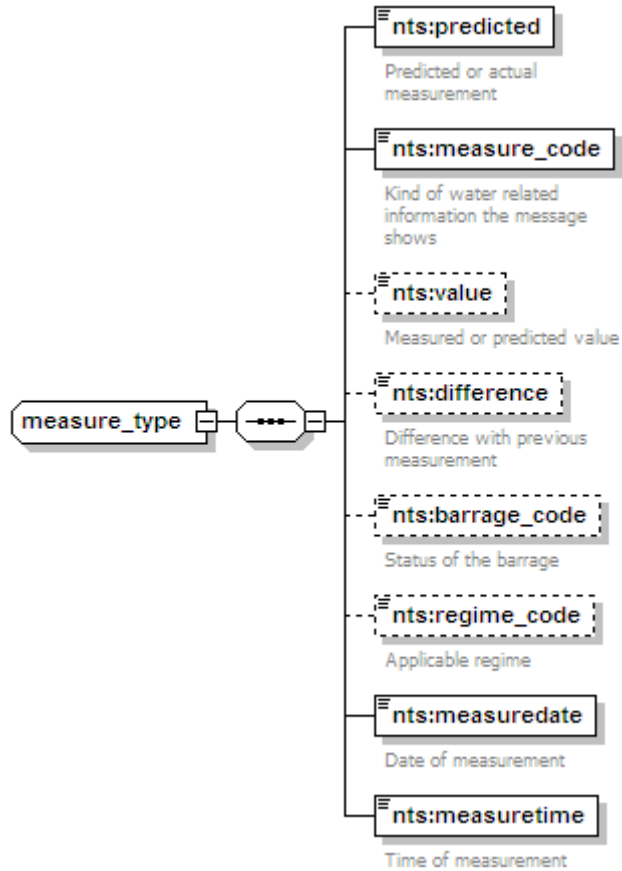 nts:predicted
Predicted or actual
measurement
nts:measure_code
Kind of water related
information the message
shows
nts:value
Measured or predicted value
measure_type
nts:difference
Difference with previous
measurement
nts:barrage_code
Status of the barrage
nts:regime_code
Applicable regime
nts:measuredate
Date of measurement
nts:measuretime
Time of measurement